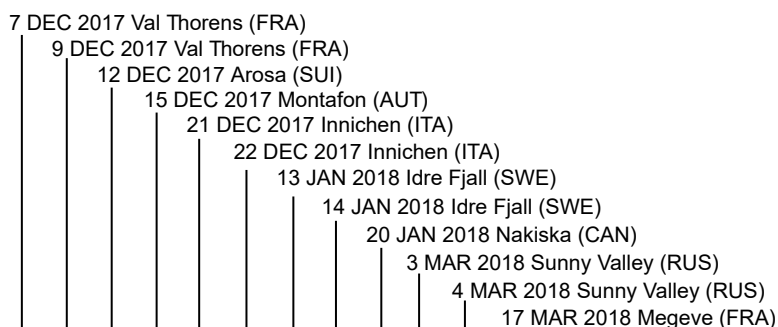 7 DEC 2017 Val Thorens (FRA)
9 DEC 2017 Val Thorens (FRA)
12 DEC 2017 Arosa (SUI)
15 DEC 2017 Montafon (AUT)
21 DEC 2017 Innichen (ITA)
22 DEC 2017 Innichen (ITA)
13 JAN 2018 Idre Fjall (SWE)
14 JAN 2018 Idre Fjall (SWE)
20 JAN 2018 Nakiska (CAN)
3 MAR 2018 Sunny Valley (RUS)
4 MAR 2018 Sunny Valley (RUS)
17 MAR 2018 Megeve (FRA)